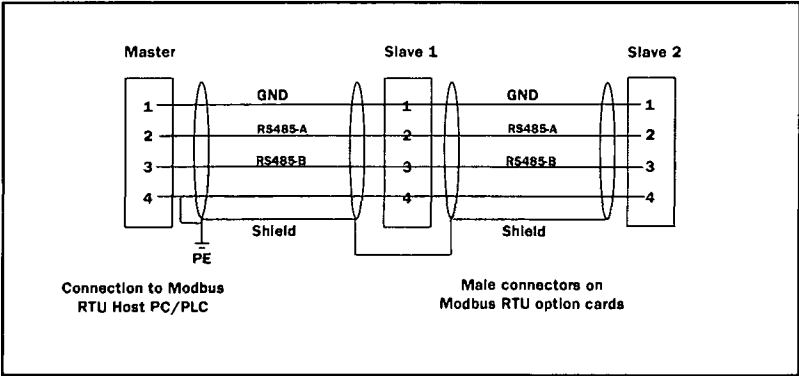 Master Slave 1 Slave 2
1 GND 1 GND 1
2 RS485-A 2 RS485-A 2
3 RS485-B 3 RS485-B 3
4 4 4
Shield Shield
PE
Connection to Modbus
RTU Host PC/PLC
Male connectors on
Modbus RTU option cards